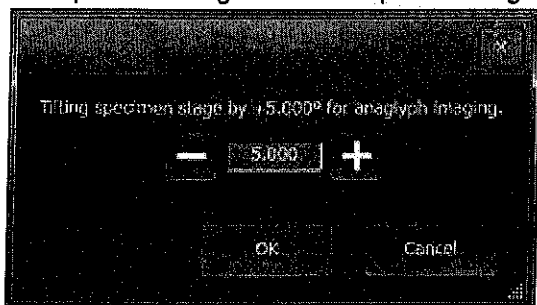 Tilting specimen stage by +5.000° for anaglyph imaging.
− 5.000 +
OK Cancel